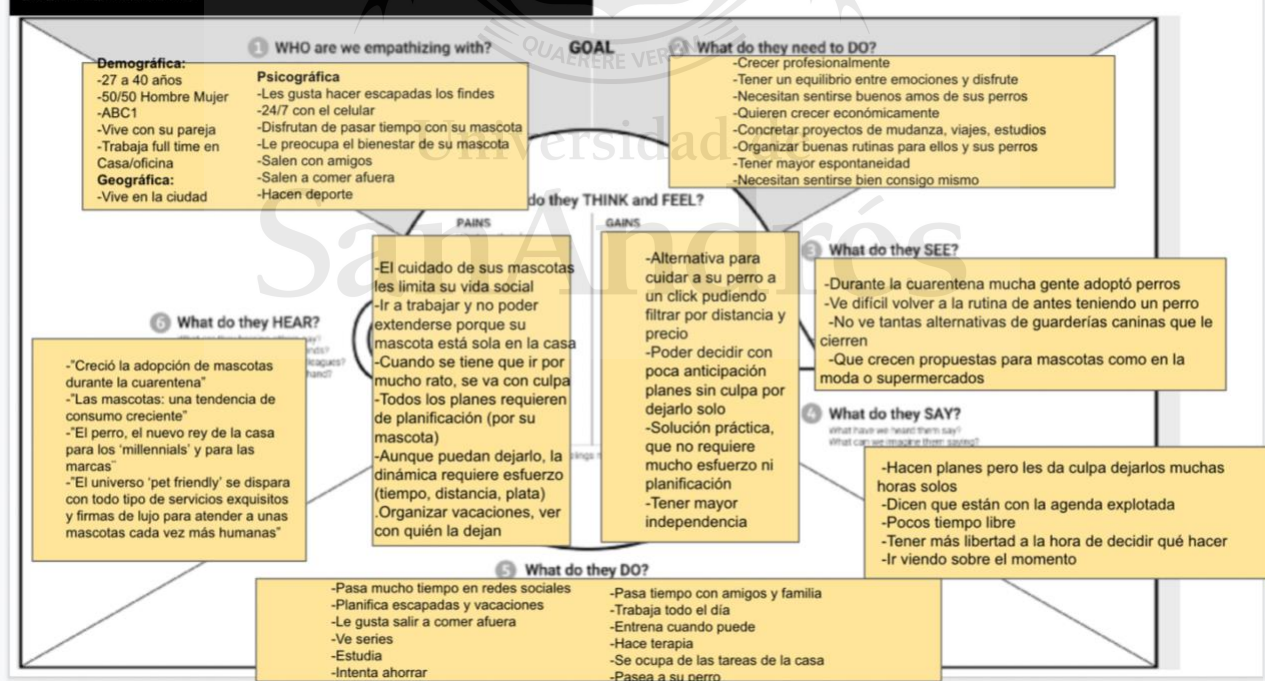 QUAERERE VERUM
Universidad de
SanAndrés
1 WHO are we empathizing with?
GOAL
2 What do they need to DO?
Demográfica:
-27 a 40 años
-50/50 Hombre Mujer
-ABC1
-Vive con su pareja
-Trabaja full time en
Casa/oficina
Geográfica:
-Vive en la ciudad
Psicográfica
-Les gusta hacer escapadas los findes
-24/7 con el celular
-Disfrutan de pasar tiempo con su mascota
-Le preocupa el bienestar de su mascota
-Salen con amigos
-Salen a comer afuera
-Hacen deporte
-Crecer profesionalmente
-Tener un equilibrio entre emociones y disfrute
-Necesitan sentirse buenos amos de sus perros
-Quieren crecer económicamente
-Concretar proyectos de mudanza, viajes, estudios
-Organizar buenas rutinas para ellos y sus perros
-Tener mayor espontaneidad
-Necesitan sentirse bien consigo mismo
do they THINK and FEEL?
PAINS
-El cuidado de sus mascotas
les limita su vida social
-Ir a trabajar y no poder
extenderse porque su
mascota está sola en la casa
-Cuando se tiene que ir por
mucho rato, se va con culpa
-Todos los planes requieren
de planificación (por su
mascota)
-Aunque puedan dejarlo, la
dinámica requiere esfuerzo
(tiempo, distancia, plata)
.Organizar vacaciones, ver
con quién la dejan
GAINS
-Alternativa para
cuidar a su perro a
un click pudiendo
filtrar por distancia y
precio
-Poder decidir con
poca anticipación
planes sin culpa por
dejarlo solo
-Solución práctica,
que no requiere
mucho esfuerzo ni
planificación
-Tener mayor
independencia
3 What do they SEE?
-Durante la cuarentena mucha gente adoptó perros
-Ve difícil volver a la rutina de antes teniendo un perro
-No ve tantas alternativas de guarderías caninas que le
cierren
-Que crecen propuestas para mascotas como en la
moda o supermercados
4 What do they SAY?
What have we heard them say?
What can we imagine them saying?
-Hacen planes pero les da culpa dejarlos muchas
horas solos
-Dicen que están con la agenda explotada
-Pocos tiempo libre
-Tener más libertad a la hora de decidir qué hacer
-Ir viendo sobre el momento
5 What do they DO?
-Pasa mucho tiempo en redes sociales
-Planifica escapadas y vacaciones
-Le gusta salir a comer afuera
-Ve series
-Estudia
-Intenta ahorrar
-Pasa tiempo con amigos y familia
-Trabaja todo el día
-Entrena cuando puede
-Hace terapia
-Se ocupa de las tareas de la casa
-Pasea a su perro
6 What do they HEAR?
-"Creció la adopción de mascotas
durante la cuarentena"
-"Las mascotas: una tendencia de
consumo creciente"
-"El perro, el nuevo rey de la casa
para los 'millennials' y para las
marcas¨
-"El universo 'pet friendly' se dispara
con todo tipo de servicios exquisitos
y firmas de lujo para atender a unas
mascotas cada vez más humanas"